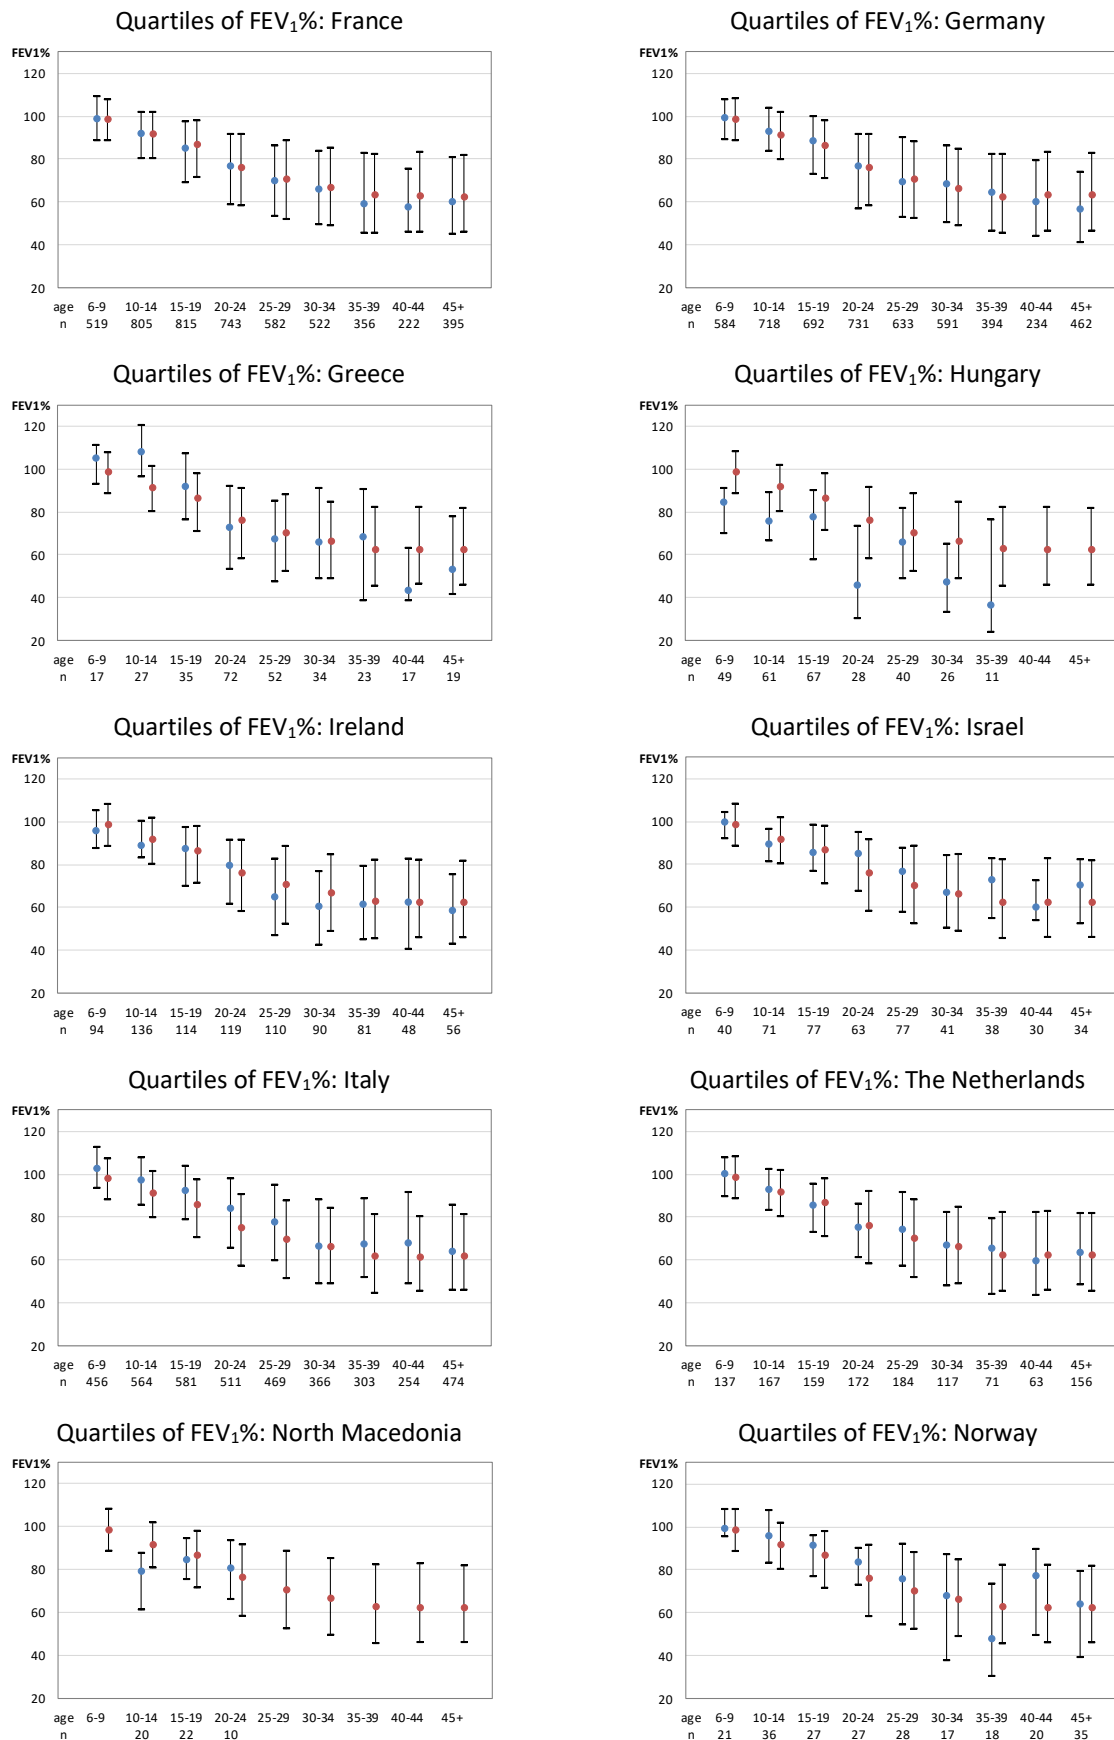 Quartiles of FEV₁%: France
FEV1%
120
100
80
60
40
20
age 6-9 10-14 15-19 20-24 25-29 30-34 35-39 40-44 45+
n 519 805 815 743 582 522 356 222 395
Quartiles of FEV₁%: Germany
FEV1%
120
100
80
60
40
20
age 6-9 10-14 15-19 20-24 25-29 30-34 35-39 40-44 45+
n 584 718 692 731 633 591 394 234 462
Quartiles of FEV₁%: Greece
FEV1%
120
100
80
60
40
20
age 6-9 10-14 15-19 20-24 25-29 30-34 35-39 40-44 45+
n 17 27 35 72 52 34 23 17 19
Quartiles of FEV₁%: Hungary
FEV1%
120
100
80
60
40
20
age 6-9 10-14 15-19 20-24 25-29 30-34 35-39 40-44 45+
n 49 61 67 28 40 26 11
Quartiles of FEV₁%: Ireland
FEV1%
120
100
80
60
40
20
age 6-9 10-14 15-19 20-24 25-29 30-34 35-39 40-44 45+
n 94 136 114 119 110 90 81 48 56
Quartiles of FEV₁%: Israel
FEV1%
120
100
80
60
40
20
age 6-9 10-14 15-19 20-24 25-29 30-34 35-39 40-44 45+
n 40 71 77 63 77 41 38 30 34
Quartiles of FEV₁%: Italy
FEV1%
120
100
80
60
40
20
age 6-9 10-14 15-19 20-24 25-29 30-34 35-39 40-44 45+
n 456 564 581 511 469 366 303 254 474
Quartiles of FEV₁%: The Netherlands
FEV1%
120
100
80
60
40
20
age 6-9 10-14 15-19 20-24 25-29 30-34 35-39 40-44 45+
n 137 167 159 172 184 117 71 63 156
Quartiles of FEV₁%: North Macedonia
FEV1%
120
100
80
60
40
20
age 6-9 10-14 15-19 20-24 25-29 30-34 35-39 40-44 45+
n 20 22 10
Quartiles of FEV₁%: Norway
FEV1%
120
100
80
60
40
20
age 6-9 10-14 15-19 20-24 25-29 30-34 35-39 40-44 45+
n 21 36 27 27 28 17 18 20 35